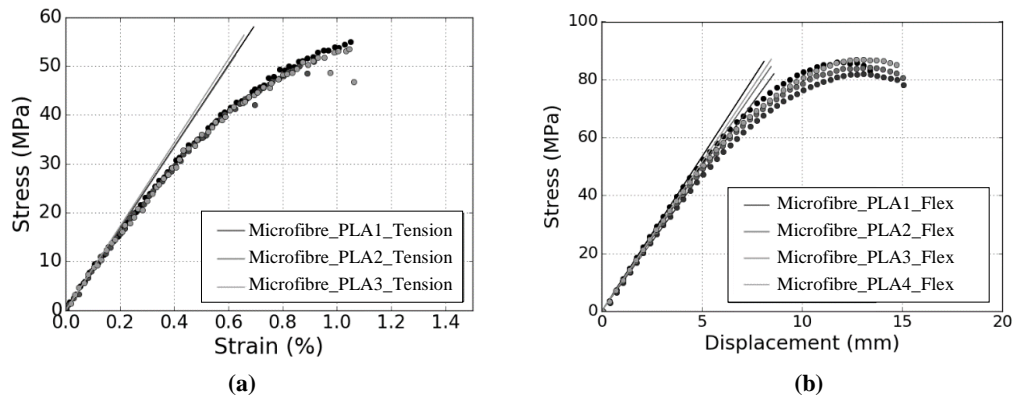 60
50
40
30
20
10
0
Stress (MPa)
Microfibre_PLA1_Tension
Microfibre_PLA2_Tension
Microfibre_PLA3_Tension
0.0 0.2 0.4 0.6 0.8 1.0 1.2 1.4
Strain (%)
(a)
100
80
60
40
20
0
Stress (MPa)
Microfibre_PLA1_Flex
Microfibre_PLA2_Flex
Microfibre_PLA3_Flex
Microfibre_PLA4_Flex
0 5 10 15 20
Displacement (mm)
(b)